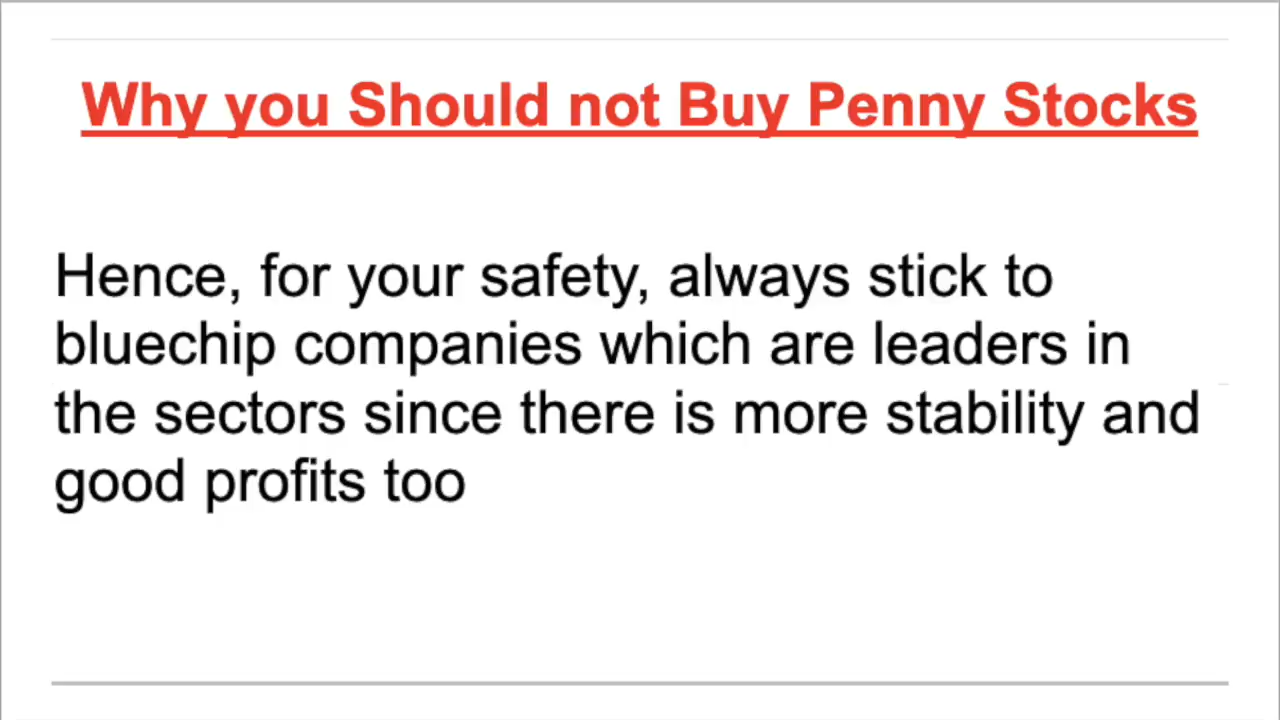 Why you Should not Buy Penny Stocks
Hence, for your safety, always stick to
bluechip companies which are leaders in
the sectors since there is more stability and
good profits too